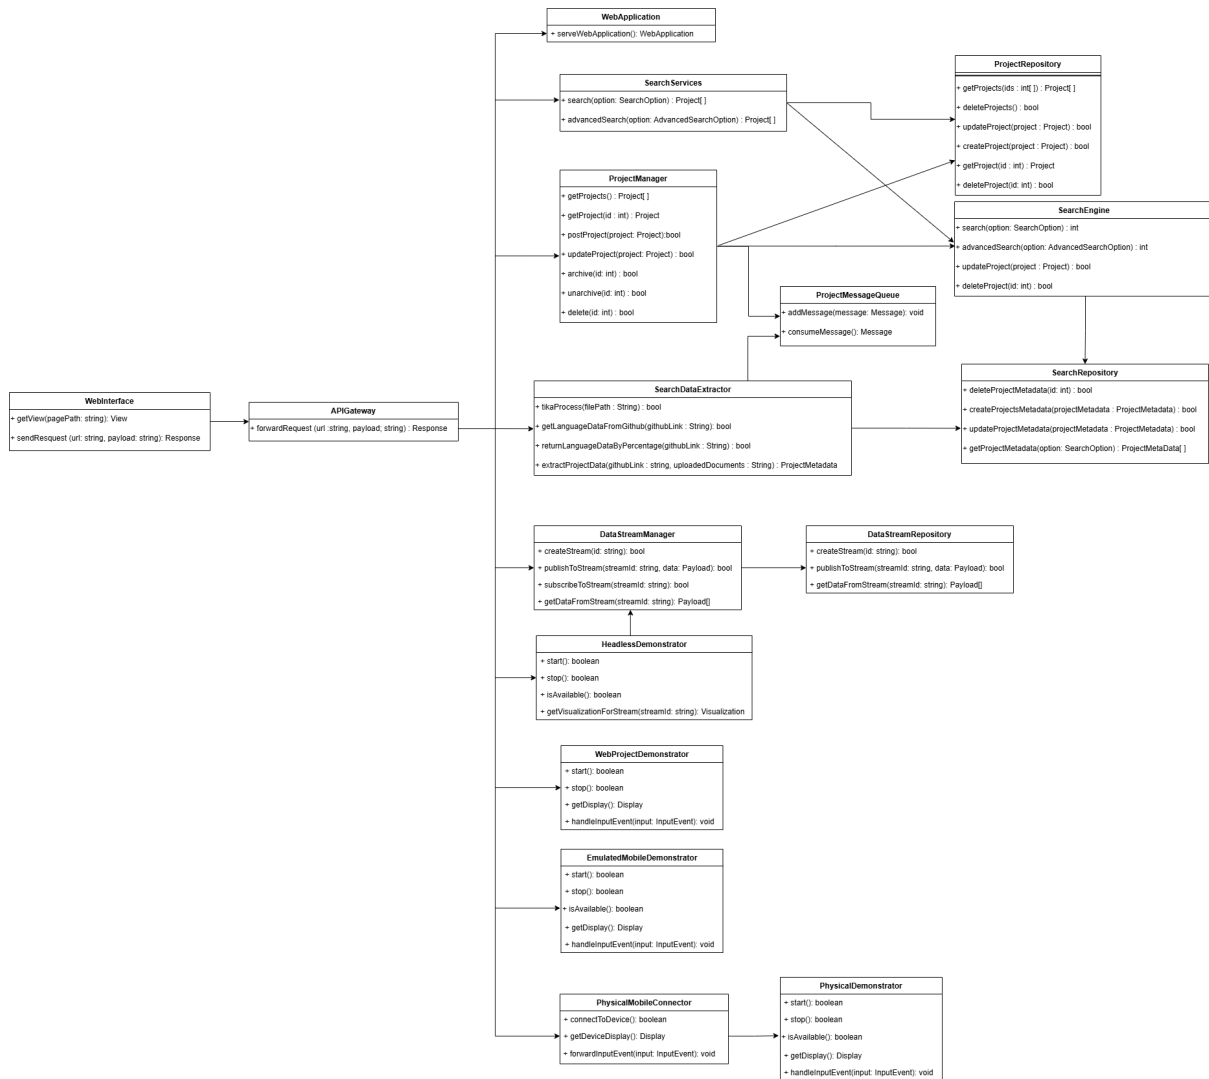 WebApplication
+ serveWebApplication(): WebApplication
SearchServices
+ search(option: SearchOption) : Project[ ]
+ advancedSearch(option: AdvancedSearchOption) : Project[ ]
ProjectRepository
+ getProjects(ids : int[ ]) : Project[ ]
+ deleteProjects() : bool
+ updateProject(project : Project) : bool
+ createProject(project : Project) : bool
+ getProject(id : int) : Project
+ deleteProject(id: int) : bool
ProjectManager
+ getProjects() : Project[ ]
+ getProject(id : int) : Project
+ postProject(project: Project):bool
+ updateProject(project: Project) : bool
+ archive(id: int) : bool
+ unarchive(id: int) : bool
+ delete(id: int) : bool
SearchEngine
+ search(option: SearchOption) : int
+ advancedSearch(option: AdvancedSearchOption) : int
+ updateProject(project : Project) : bool
+ deleteProject(id: int) : bool
ProjectMessageQueue
+ addMessage(message: Message): void
+ consumeMessage(): Message
WebInterface
+ getView(pagePath: string): View
+ sendResquest (url: string, payload: string): Response
APIGateway
+ forwardRequest (url :string, payload; string) : Response
SearchDataExtractor
+ tikaProcess(filePath : String) : bool
+ getLanguageDataFromGithub(githubLink : String): bool
+ returnLanguageDataByPercentage(githubLink : String) : bool
+ extractProjectData(githubLink : string, uploadedDocuments : String) : ProjectMetadata
SearchRepository
+ deleteProjectMetadata(id: int) : bool
+ createProjectsMetadata(projectMetadata : ProjectMetadata) : bool
+ updateProjectMetadata(projectMetadata : ProjectMetadata) : bool
+ getProjectMetadata(option: SearchOption) : ProjectMetaData[ ]
DataStreamManager
+ createStream(id: string): bool
+ publishToStream(streamId: string, data: Payload): bool
+ subscribeToStream(streamId: string): bool
+ getDataFromStream(streamId: string): Payload[]
DataStreamRepository
+ createStream(id: string): bool
+ publishToStream(streamId: string, data: Payload): bool
+ getDataFromStream(streamId: string): Payload[]
HeadlessDemonstrator
+ start(): boolean
+ stop(): boolean
+ isAvailable(): boolean
+ getVisualizationForStream(streamId: string): Visualization
WebProjectDemonstrator
+ start(): boolean
+ stop(): boolean
+ getDisplay(): Display
+ handleInputEvent(input: InputEvent): void
EmulatedMobileDemonstrator
+ start(): boolean
+ stop(): boolean
+ isAvailable(): boolean
+ getDisplay(): Display
+ handleInputEvent(input: InputEvent): void
PhysicalMobileConnector
+ connectToDevice(): boolean
+ getDeviceDisplay(): Display
+ forwardInputEvent(input: InputEvent): void
PhysicalDemonstrator
+ start(): boolean
+ stop(): boolean
+ isAvailable(): boolean
+ getDisplay(): Display
+ handleInputEvent(input: InputEvent): void